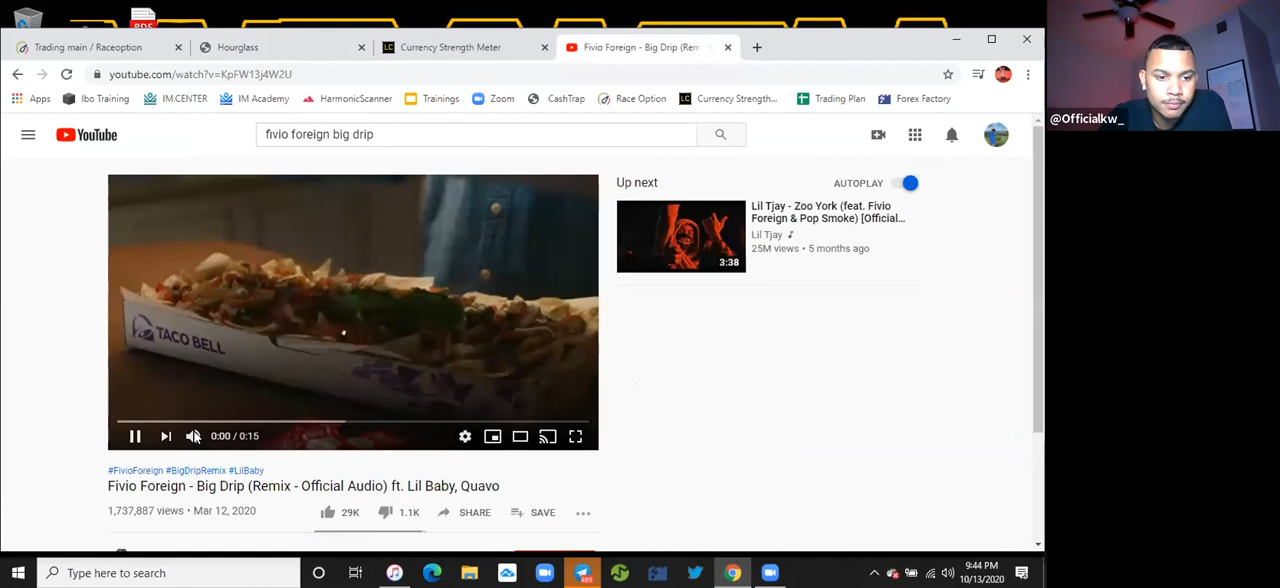 PDF
Trading main / Raceoption
Hourglass
LC Currency Strength Meter
Fivio Foreign - Big Drip (Rem
youtube.com/watch?v=KpFW13j4W2U
Apps Ibo Training IM.CENTER IM Academy HarmonicScanner Trainings Zoom CashTrap Race Option LC Currency Strength... Trading Plan Forex Factory
@Officialkw_
YouTube
fivio foreign big drip
Up next
AUTOPLAY
Lil Tjay - Zoo York (feat. Fivio
Foreign & Pop Smoke) [Official...
Lil Tjay
25M views • 5 months ago
3:38
TACO BELL
0:00 / 0:15
#FivioForeign #BigDripRemix #LilBaby
Fivio Foreign - Big Drip (Remix - Official Audio) ft. Lil Baby, Quavo
1,737,887 views • Mar 12, 2020
29K 1.1K SHARE SAVE
Type here to search
9:44 PM
10/13/2020